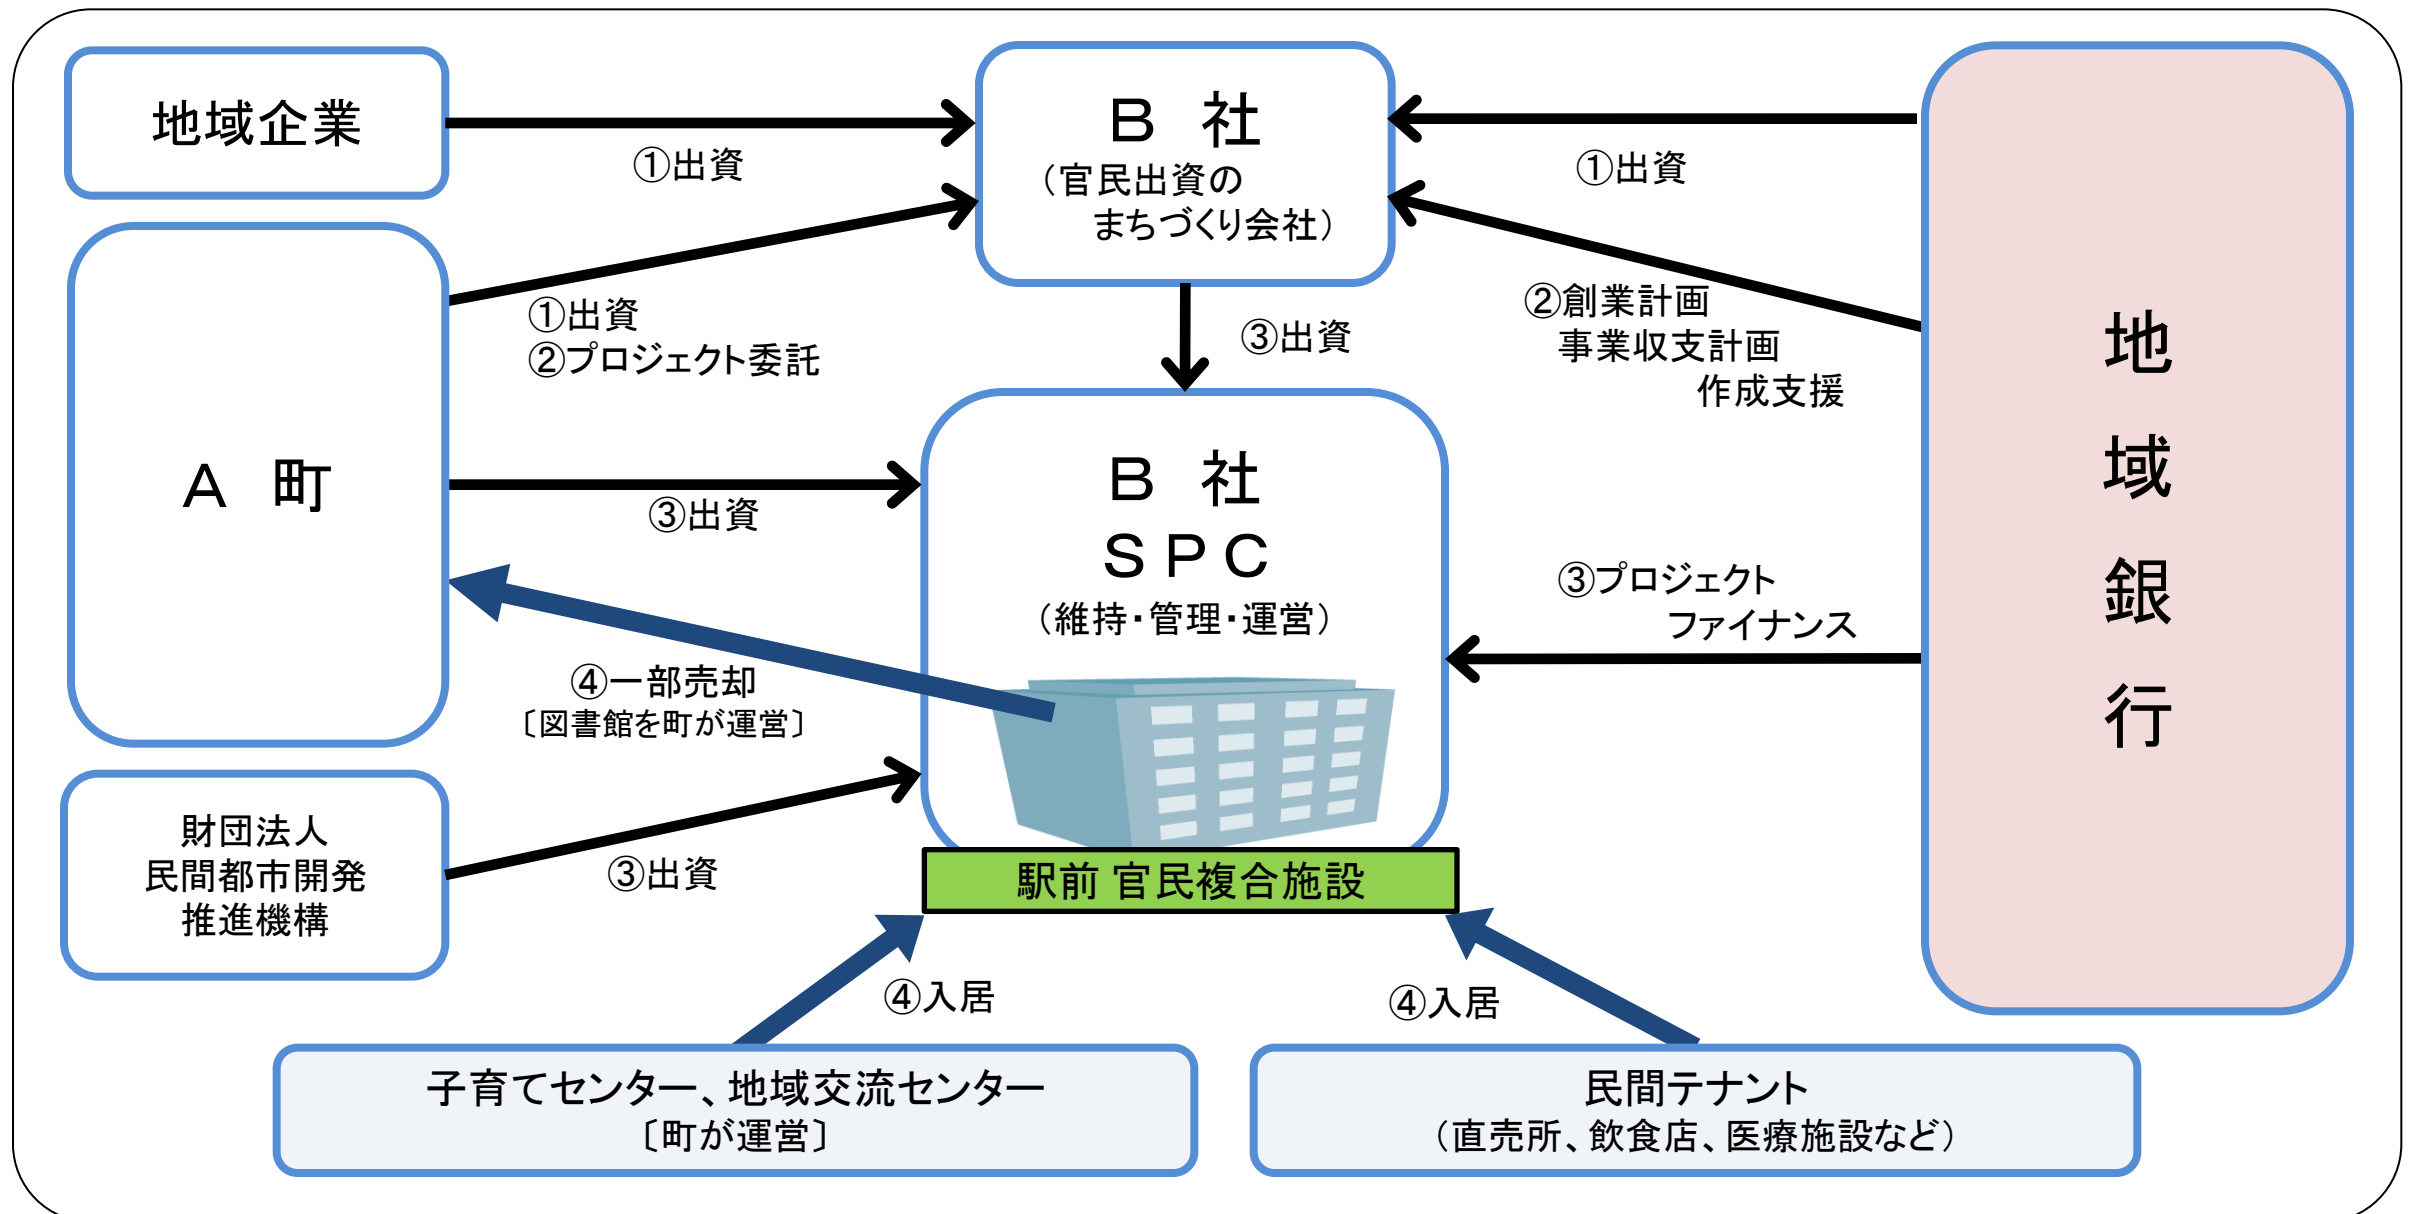 地域企業
①出資
B 社
(官民出資の
まちづくり会社)
①出資
A 町
①出資
②プロジェクト委託
③出資
②創業計画
事業収支計画
作成支援
地域銀行
③出資
B 社
SPC
(維持・管理・運営)
③プロジェクト
ファイナンス
④一部売却
〔図書館を町が運営〕
財団法人
民間都市開発
推進機構
③出資
駅前 官民複合施設
④入居
④入居
子育てセンター、地域交流センター
〔町が運営〕
民間テナント
(直売所、飲食店、医療施設など)